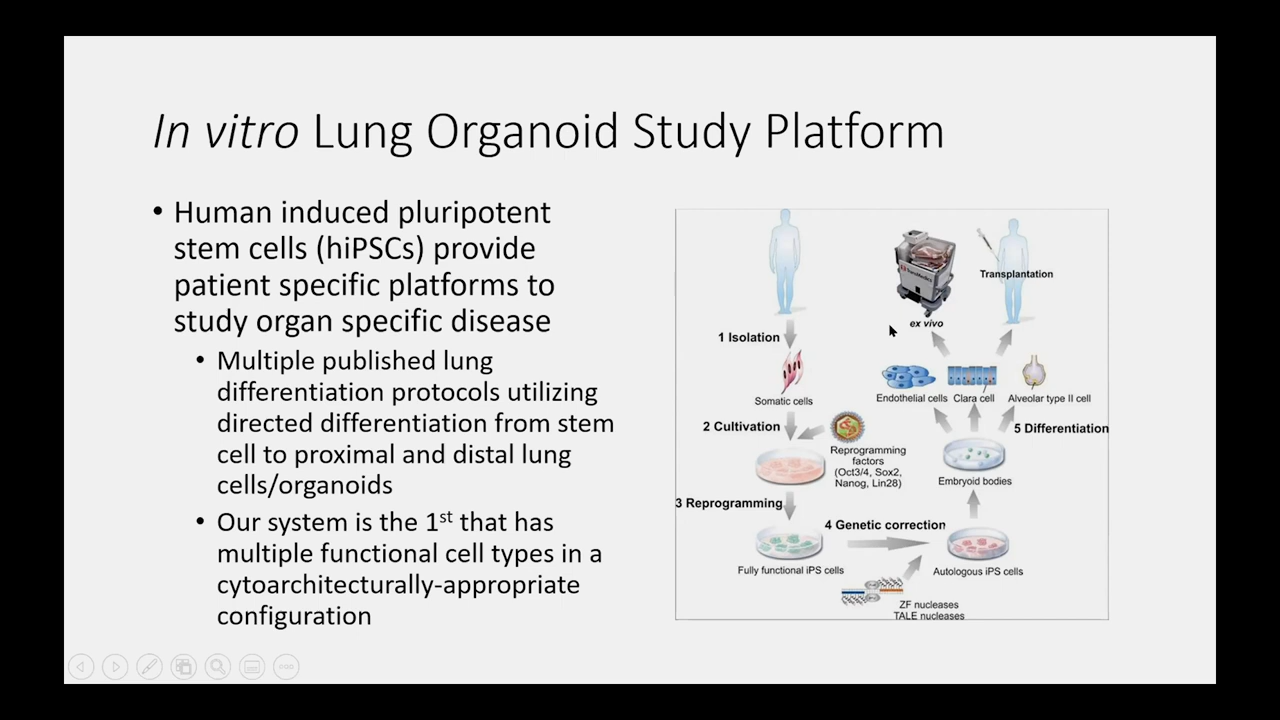 In vitro Lung Organoid Study Platform
• Human induced pluripotent
stem cells (hiPSCs) provide
patient specific platforms to
study organ specific disease
• Multiple published lung
differentiation protocols utilizing
directed differentiation from stem
cell to proximal and distal lung
cells/organoids
• Our system is the 1st that has
multiple functional cell types in a
cytoarchitecturally-appropriate
configuration
1 Isolation
Somatic cells
2 Cultivation
Reprogramming
factors
(Oct3/4, Sox2,
Nanog, Lin28)
3 Reprogramming
Fully functional iPS cells
4 Genetic correction
ZF nucleases
TALE nucleases
Autologous iPS cells
Embryoid bodies
5 Differentiation
Endothelial cells
Clara cell
Alveolar type II cell
ex vivo
Transplantation